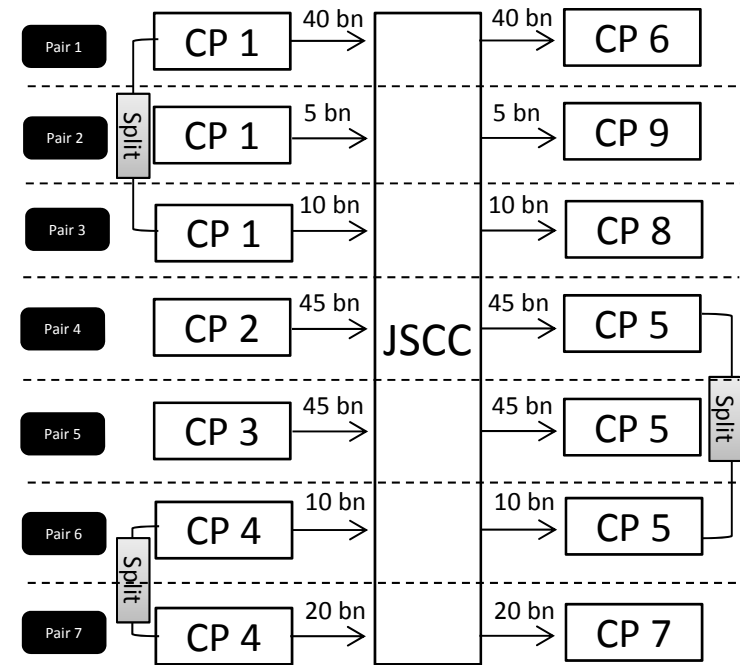 40 bn 40 bn
Pair 1 CP 1 CP 6
5 bn 5 bn
Pair 2 Split CP 1 CP 9
10 bn 10 bn
Pair 3 CP 1 CP 8
45 bn 45 bn
Pair 4 CP 2 JSCC CP 5
45 bn 45 bn
Pair 5 CP 3 CP 5 Split
10 bn 10 bn
Pair 6 CP 4 CP 5
Split
20 bn 20 bn
Pair 7 CP 4 CP 7